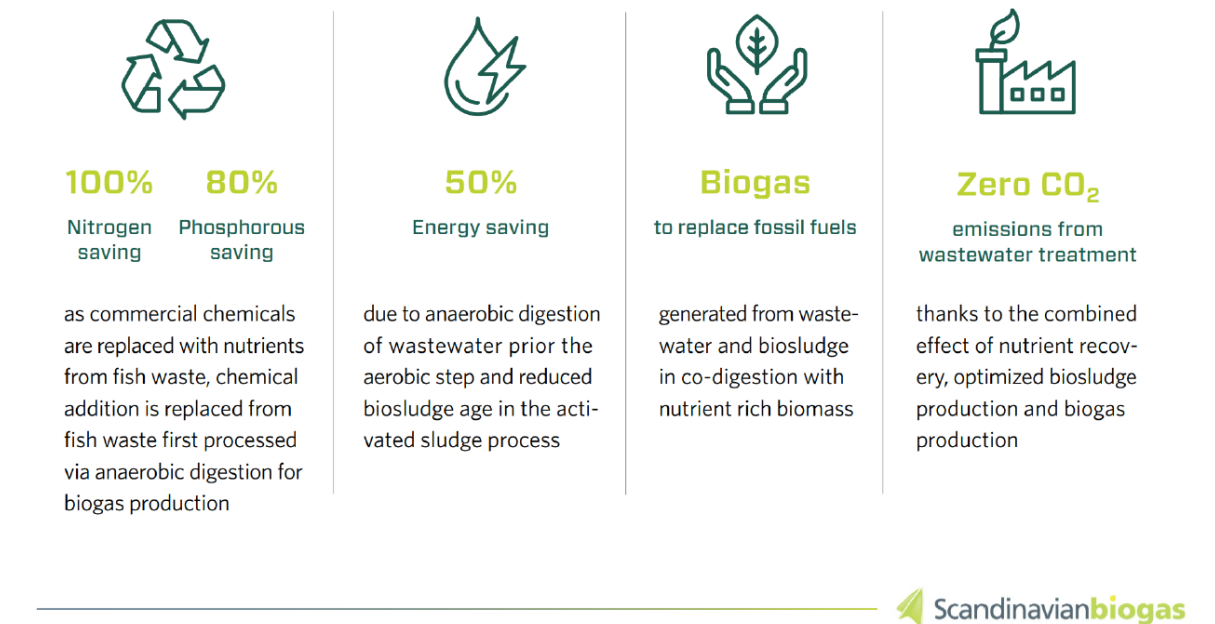 100%
Nitrogen
saving
80%
Phosphorous
saving
as commercial chemicals
are replaced with nutrients
from fish waste, chemical
addition is replaced from
fish waste first processed
via anaerobic digestion for
biogas production
50%
Energy saving
due to anaerobic digestion
of wastewater prior the
aerobic step and reduced
biosludge age in the acti-
vated sludge process
Biogas
to replace fossil fuels
generated from waste-
water and biosludge
in co-digestion with
nutrient rich biomass
Zero CO₂
emissions from
wastewater treatment
thanks to the combined
effect of nutrient recov-
ery, optimized biosludge
production and biogas
production
Scandinavianbiogas